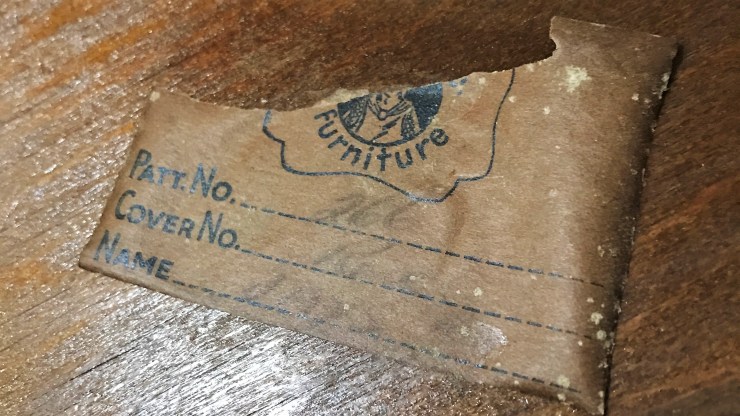 Furniture
PATT. No.
COVER No.
NAME